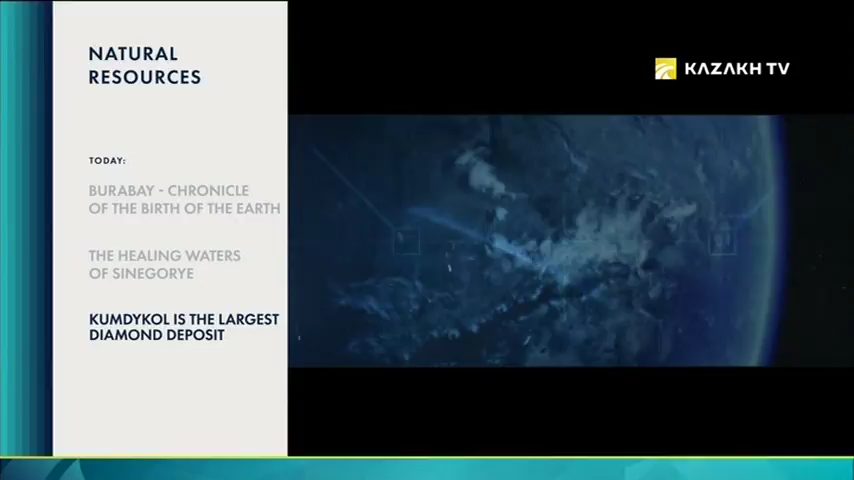 NATURAL
RESOURCES
KAZAKH TV
TODAY:
BURABAY - CHRONICLE
OF THE BIRTH OF THE EARTH
THE HEALING WATERS
OF SINEGORYE
KUMDYKOL IS THE LARGEST
DIAMOND DEPOSIT